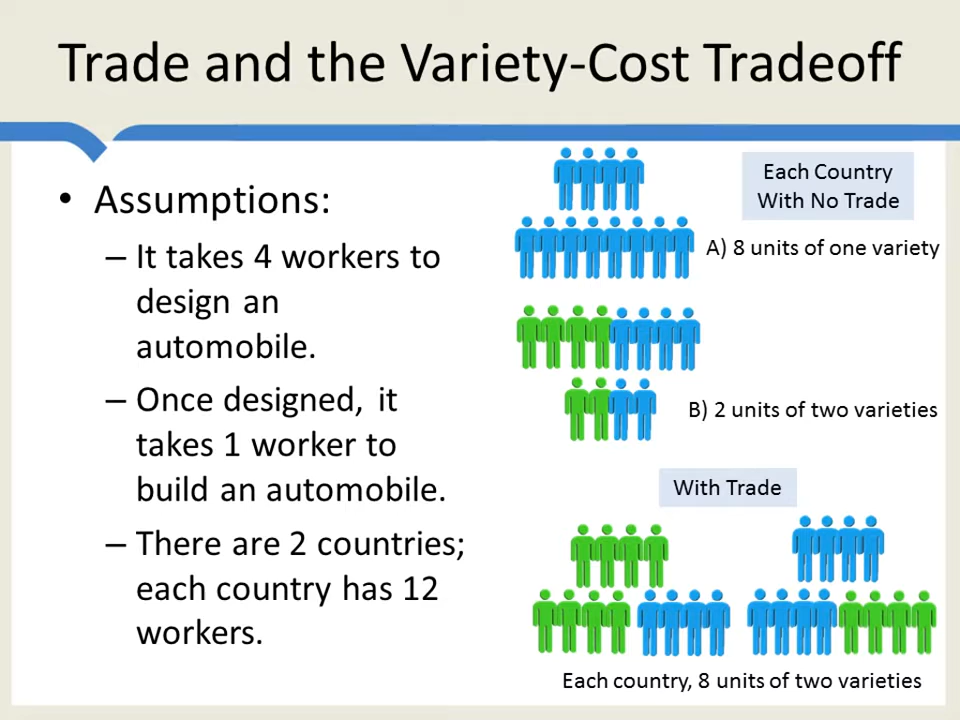 Trade and the Variety-Cost Tradeoff
• Assumptions:
– It takes 4 workers to
design an
automobile.
– Once designed, it
takes 1 worker to
build an automobile.
– There are 2 countries;
each country has 12
workers.
Each Country
With No Trade
A) 8 units of one variety
B) 2 units of two varieties
With Trade
Each country, 8 units of two varieties